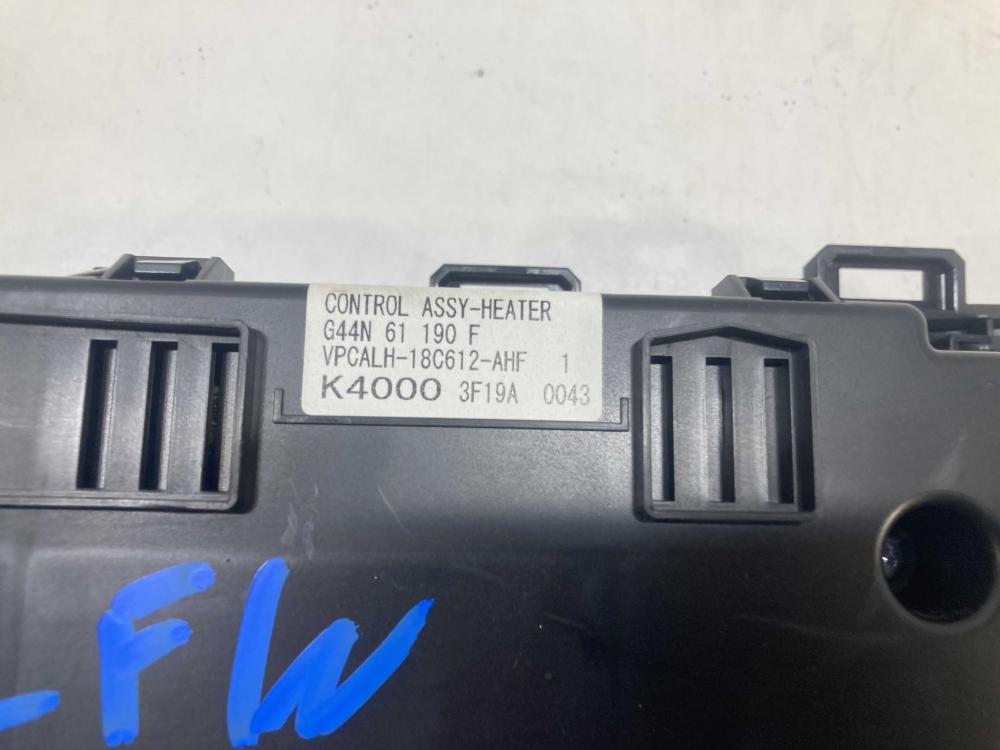 CONTROL ASSY-HEATER
G44N 61 190 F
VPCALH-18C612-AHF 1
K4000 3F19A 0043
FW